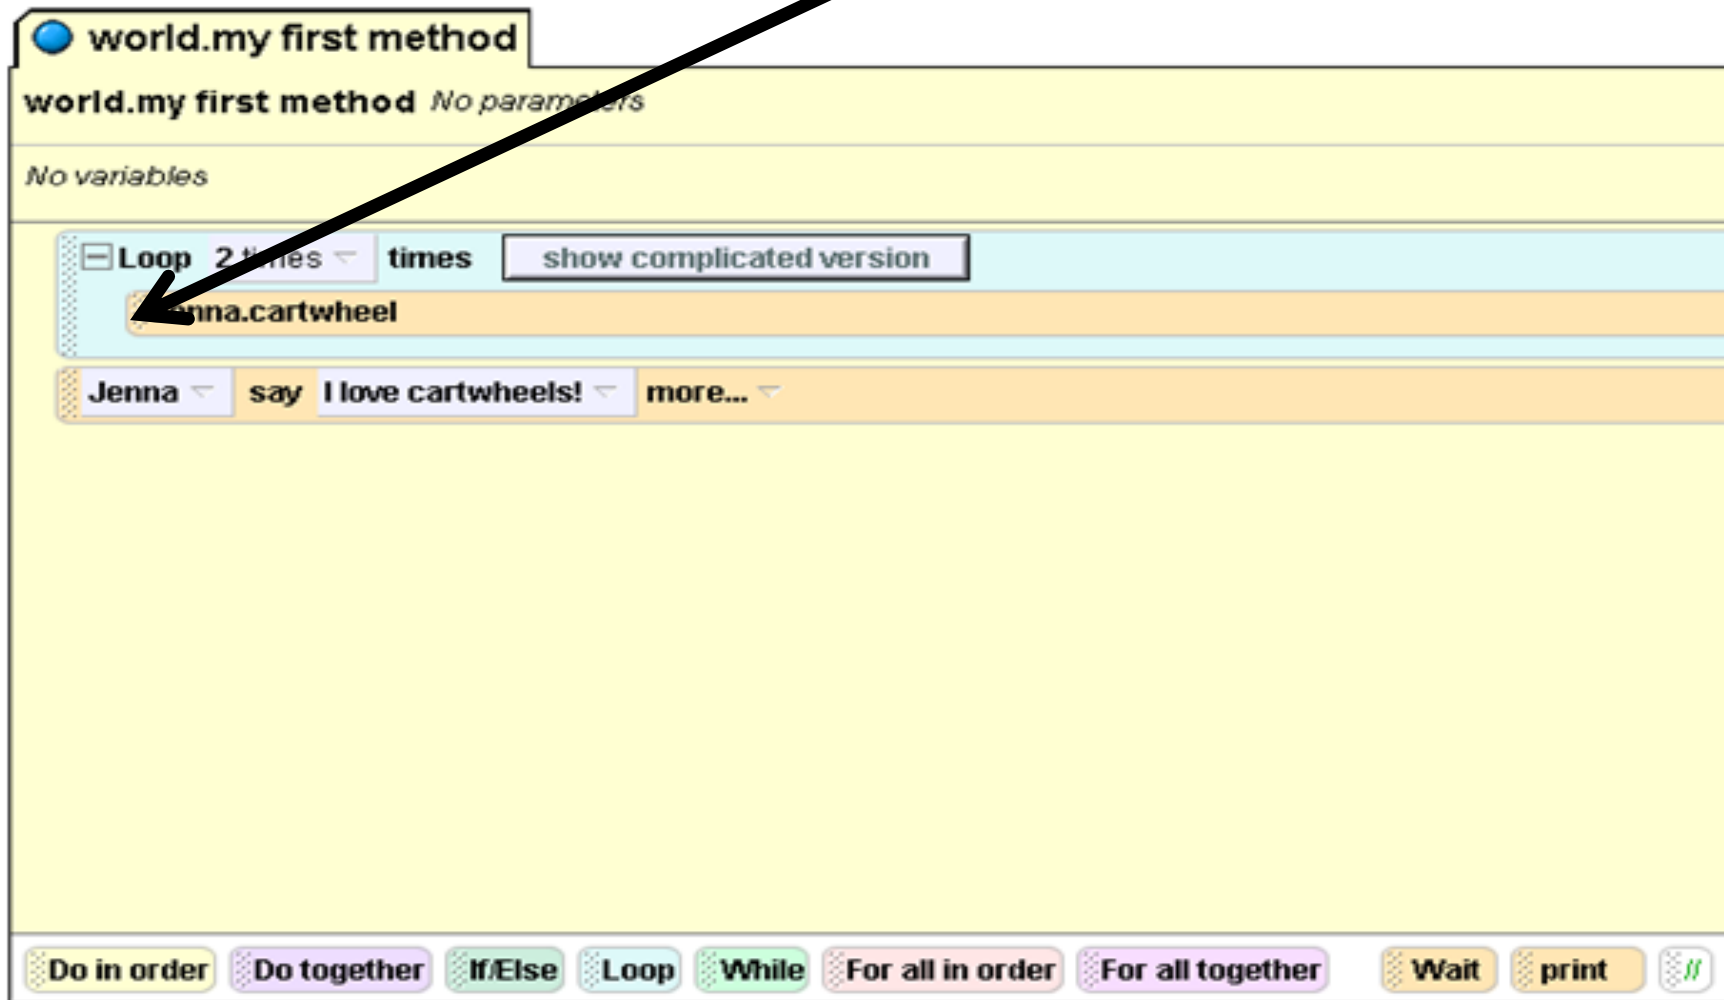 world.my first method
world.my first method No parameters
No variables
Loop 2 times times show complicated version
Jenna.cartwheel
Jenna say I love cartwheels! more...
Do in order Do together If/Else Loop While For all in order For all together Wait print //